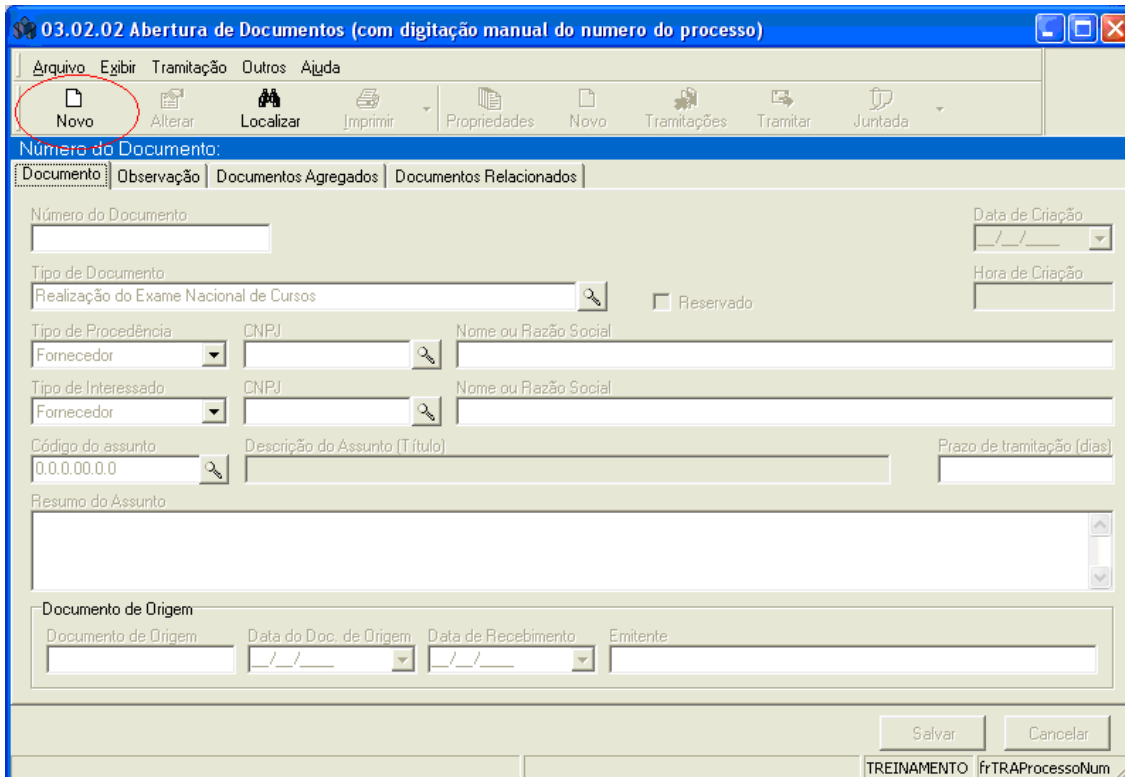 03.02.02 Abertura de Documentos (com digitação manual do numero do processo)
Arquivo Exibir Tramitação Outros Ajuda
Novo Alterar Localizar Imprimir Propriedades Novo Tramitações Tramitar Juntada
Número do Documento:
Documento Observação Documentos Agregados Documentos Relacionados
Número do Documento Data de Criação
__/__/____
Tipo de Documento Hora de Criação
Realização do Exame Nacional de Cursos Reservado
Tipo de Procedência CNPJ Nome ou Razão Social
Fornecedor
Tipo de Interessado CNPJ Nome ou Razão Social
Fornecedor
Código do assunto Descrição do Assunto (Título) Prazo de tramitação (dias)
0.0.0.00.0.0
Resumo do Assunto
Documento de Origem
Documento de Origem Data do Doc. de Origem Data de Recebimento Emitente
__/__/____ __/__/____
Salvar Cancelar
TREINAMENTO frTRAProcessoNum